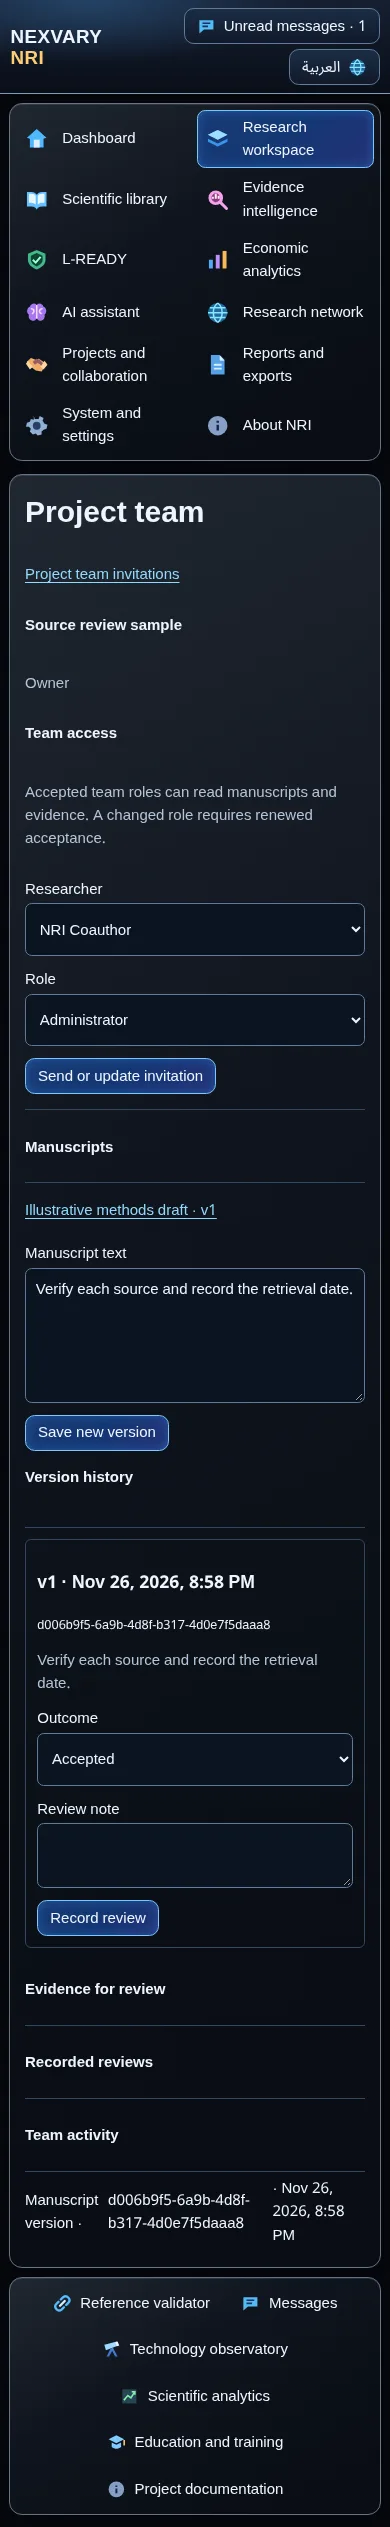 NEXVARY
NRI
Unread messages · 1
العربية
Dashboard
Research
workspace
Scientific library
Evidence
intelligence
L-READY
Economic
analytics
AI assistant
Research network
Projects and
collaboration
Reports and
exports
System and
settings
About NRI
Project team
Project team invitations
Source review sample
Owner
Team access
Accepted team roles can read manuscripts and
evidence. A changed role requires renewed
acceptance.
Researcher
NRI Coauthor
Role
Administrator
Send or update invitation
Manuscripts
Illustrative methods draft · v1
Manuscript text
Verify each source and record the retrieval date.
Save new version
Version history
v1 · Nov 26, 2026, 8:58 PM
d006b9f5-6a9b-4d8f-b317-4d0e7f5daaa8
Verify each source and record the retrieval
date.
Outcome
Accepted
Review note
Record review
Evidence for review
Recorded reviews
Team activity
Manuscript
version ·
d006b9f5-6a9b-4d8f-
b317-4d0e7f5daaa8
· Nov 26,
2026, 8:58
PM
Reference validator
Messages
Technology observatory
Scientific analytics
Education and training
Project documentation